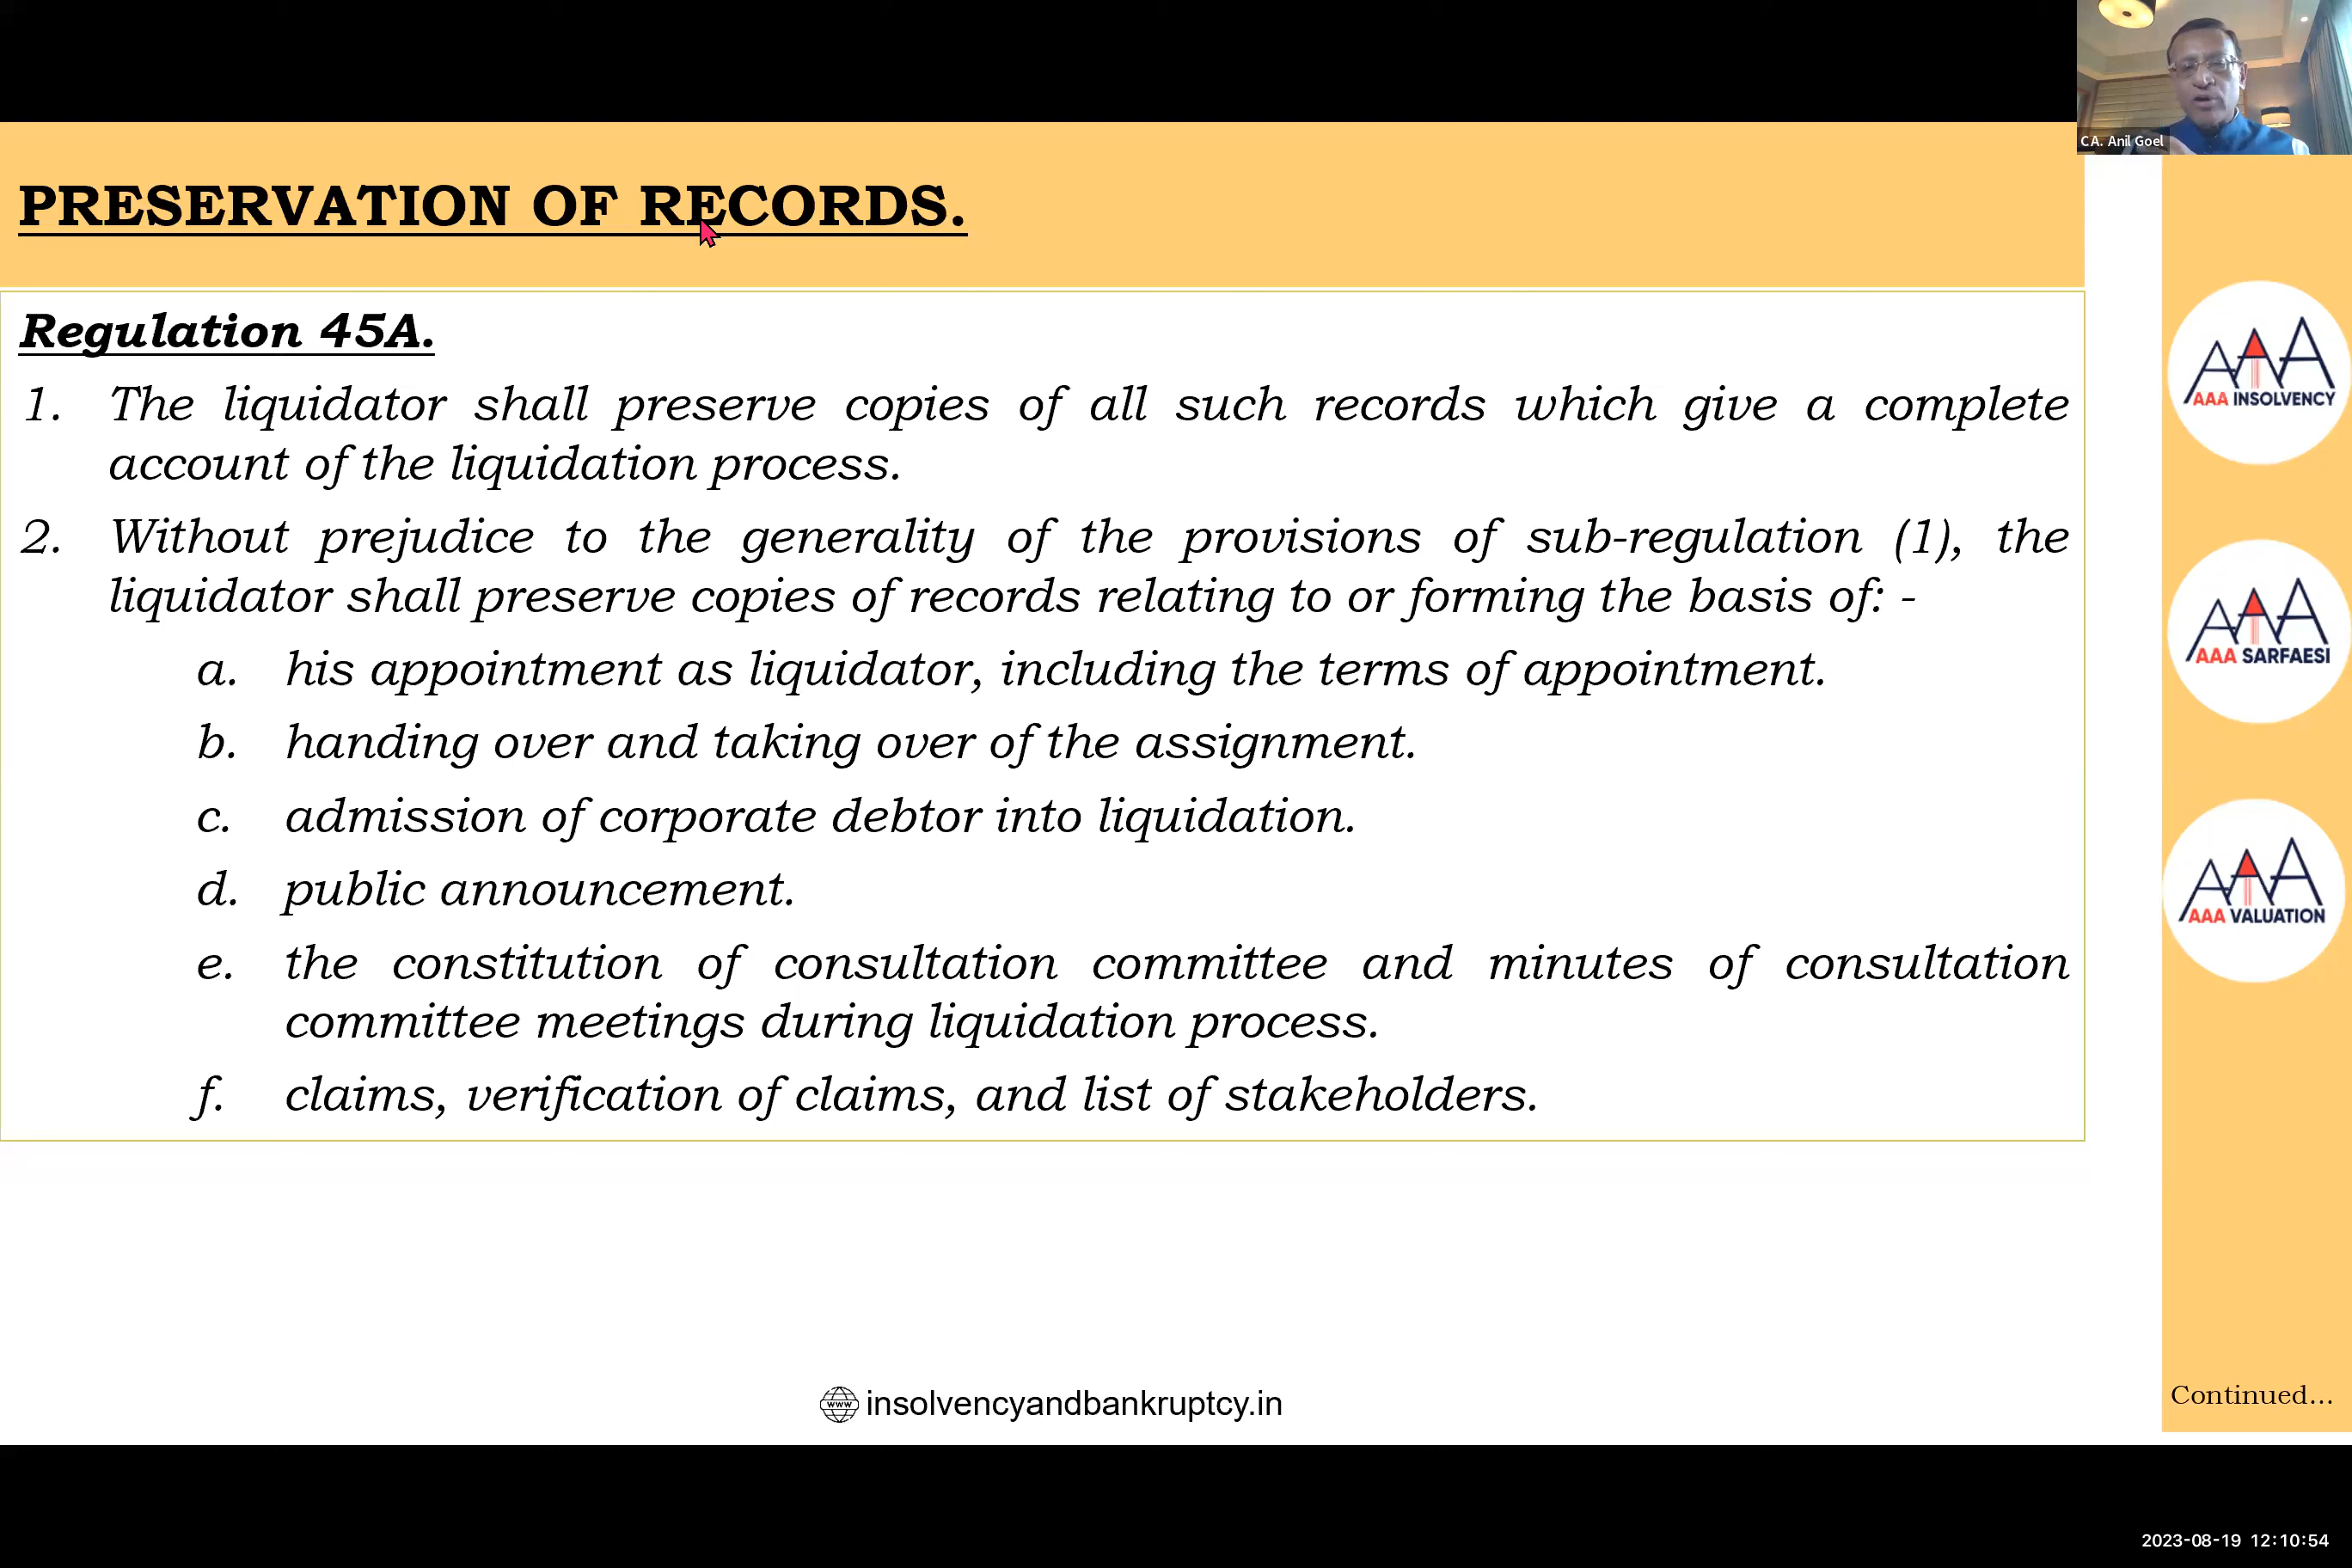 CA. Anil Goel
PRESERVATION OF RECORDS.
Regulation 45A.
1. The liquidator shall preserve copies of all such records which give a complete
account of the liquidation process.
2. Without prejudice to the generality of the provisions of sub-regulation (1), the
liquidator shall preserve copies of records relating to or forming the basis of: -
a. his appointment as liquidator, including the terms of appointment.
b. handing over and taking over of the assignment.
c. admission of corporate debtor into liquidation.
d. public announcement.
e. the constitution of consultation committee and minutes of consultation
committee meetings during liquidation process.
f. claims, verification of claims, and list of stakeholders.
AAA
AAA INSOLVENCY
AAA
AAA SARFAESI
AAA
AAA VALUATION
www
insolvencyandbankruptcy.in
Continued...
2023-08-19 12:10:54